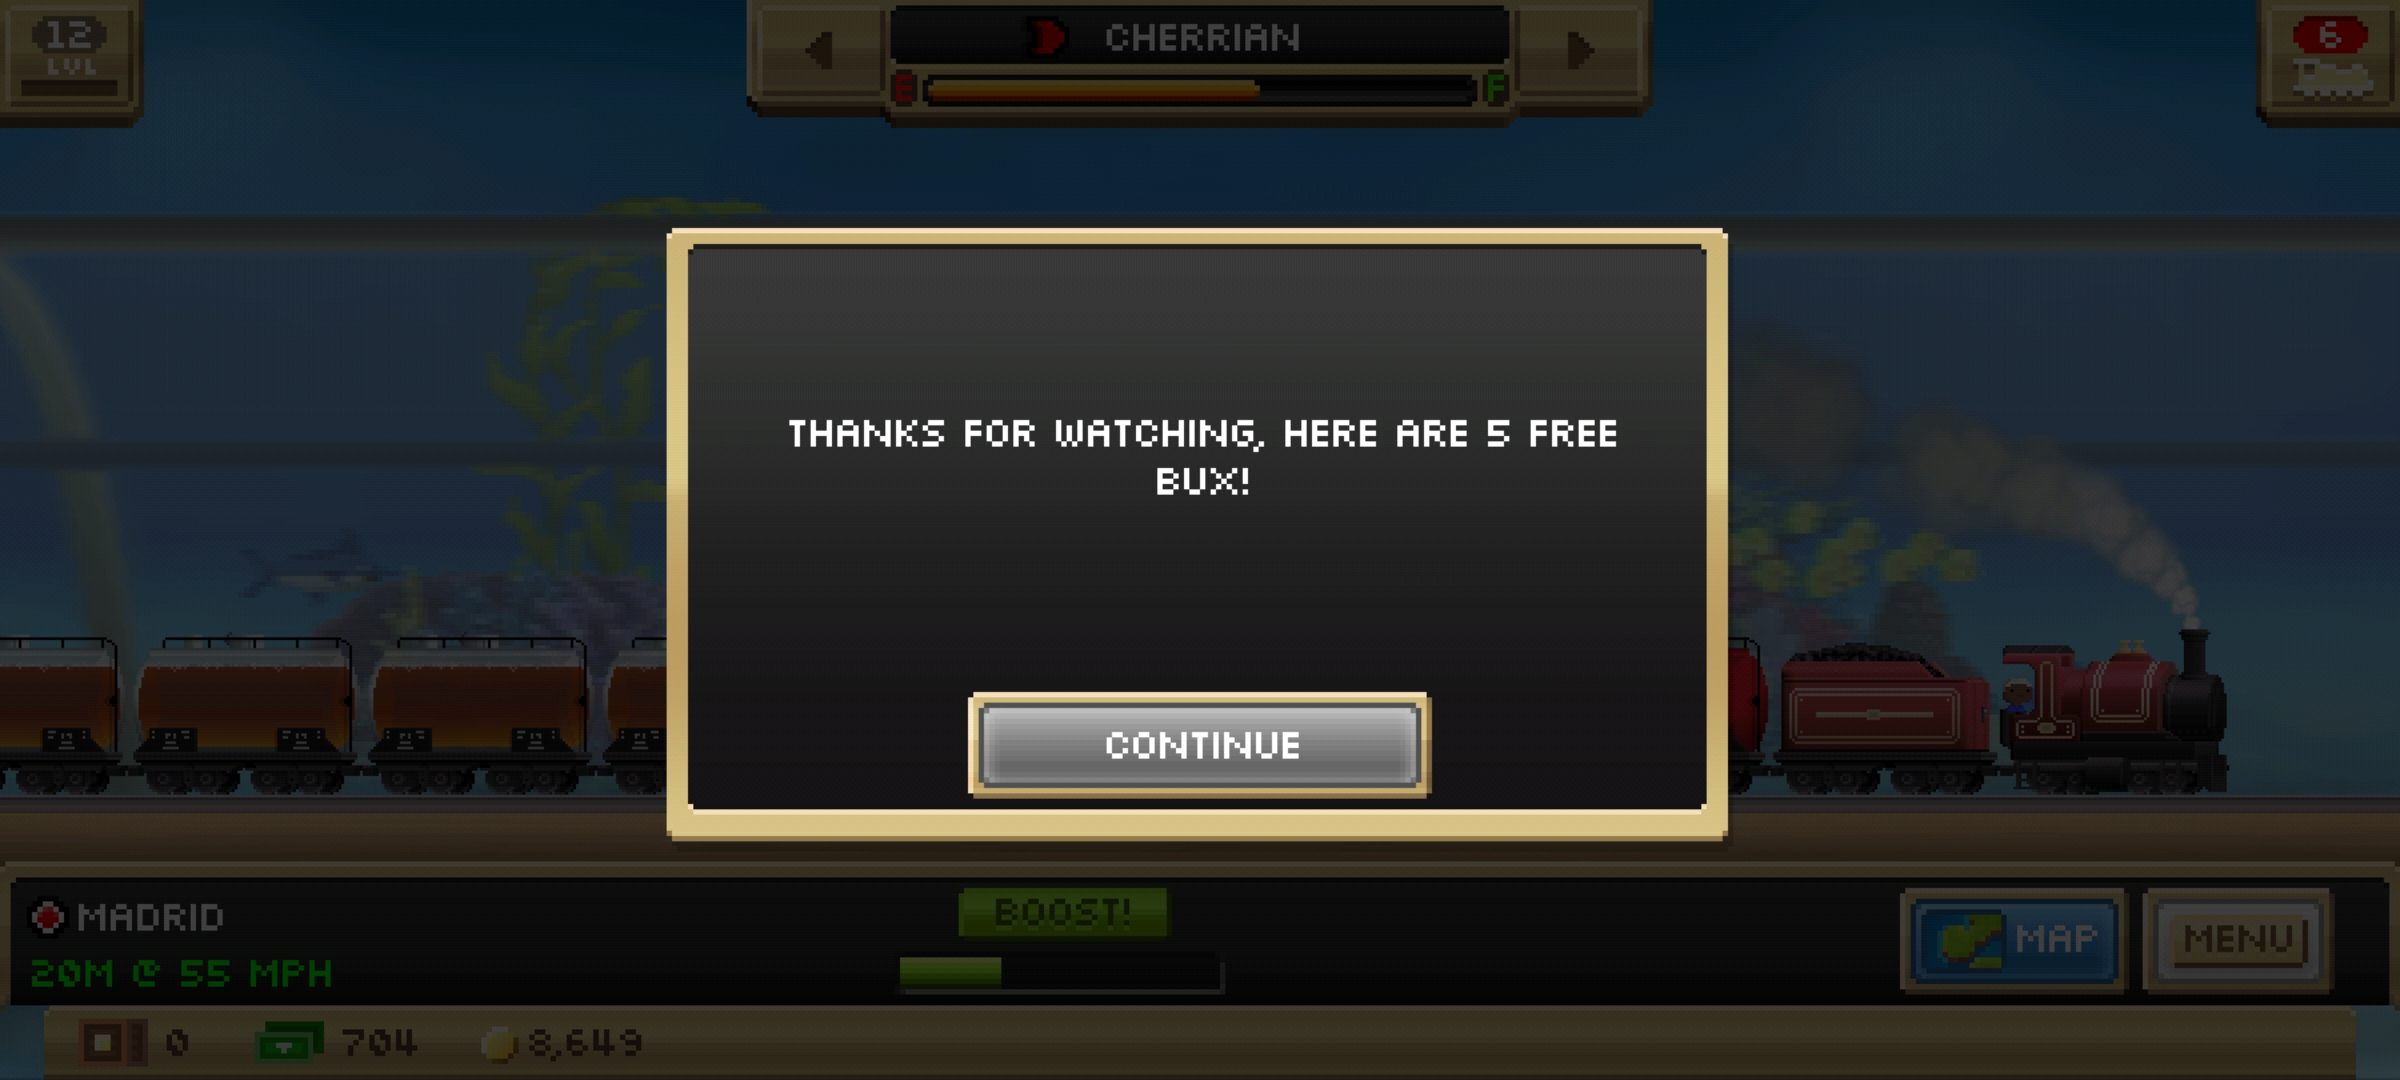 12
LVL
CHERRIAN
E F
6
THANKS FOR WATCHING, HERE ARE 5 FREE
BUX!
CONTINUE
MADRID
20M @ 55 MPH
BOOST!
MAP
MENU
0 704 8,649